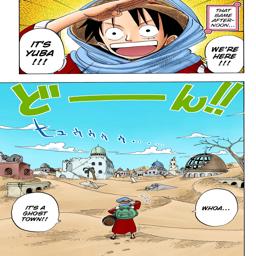 THAT
SAME
AFTER-
NOON...
WE'RE
HERE
!!!
IT'S
YUBA
!!!
どーーん!!
ヒュウウウウ...
WHOA...
IT'S A
GHOST
TOWN!!